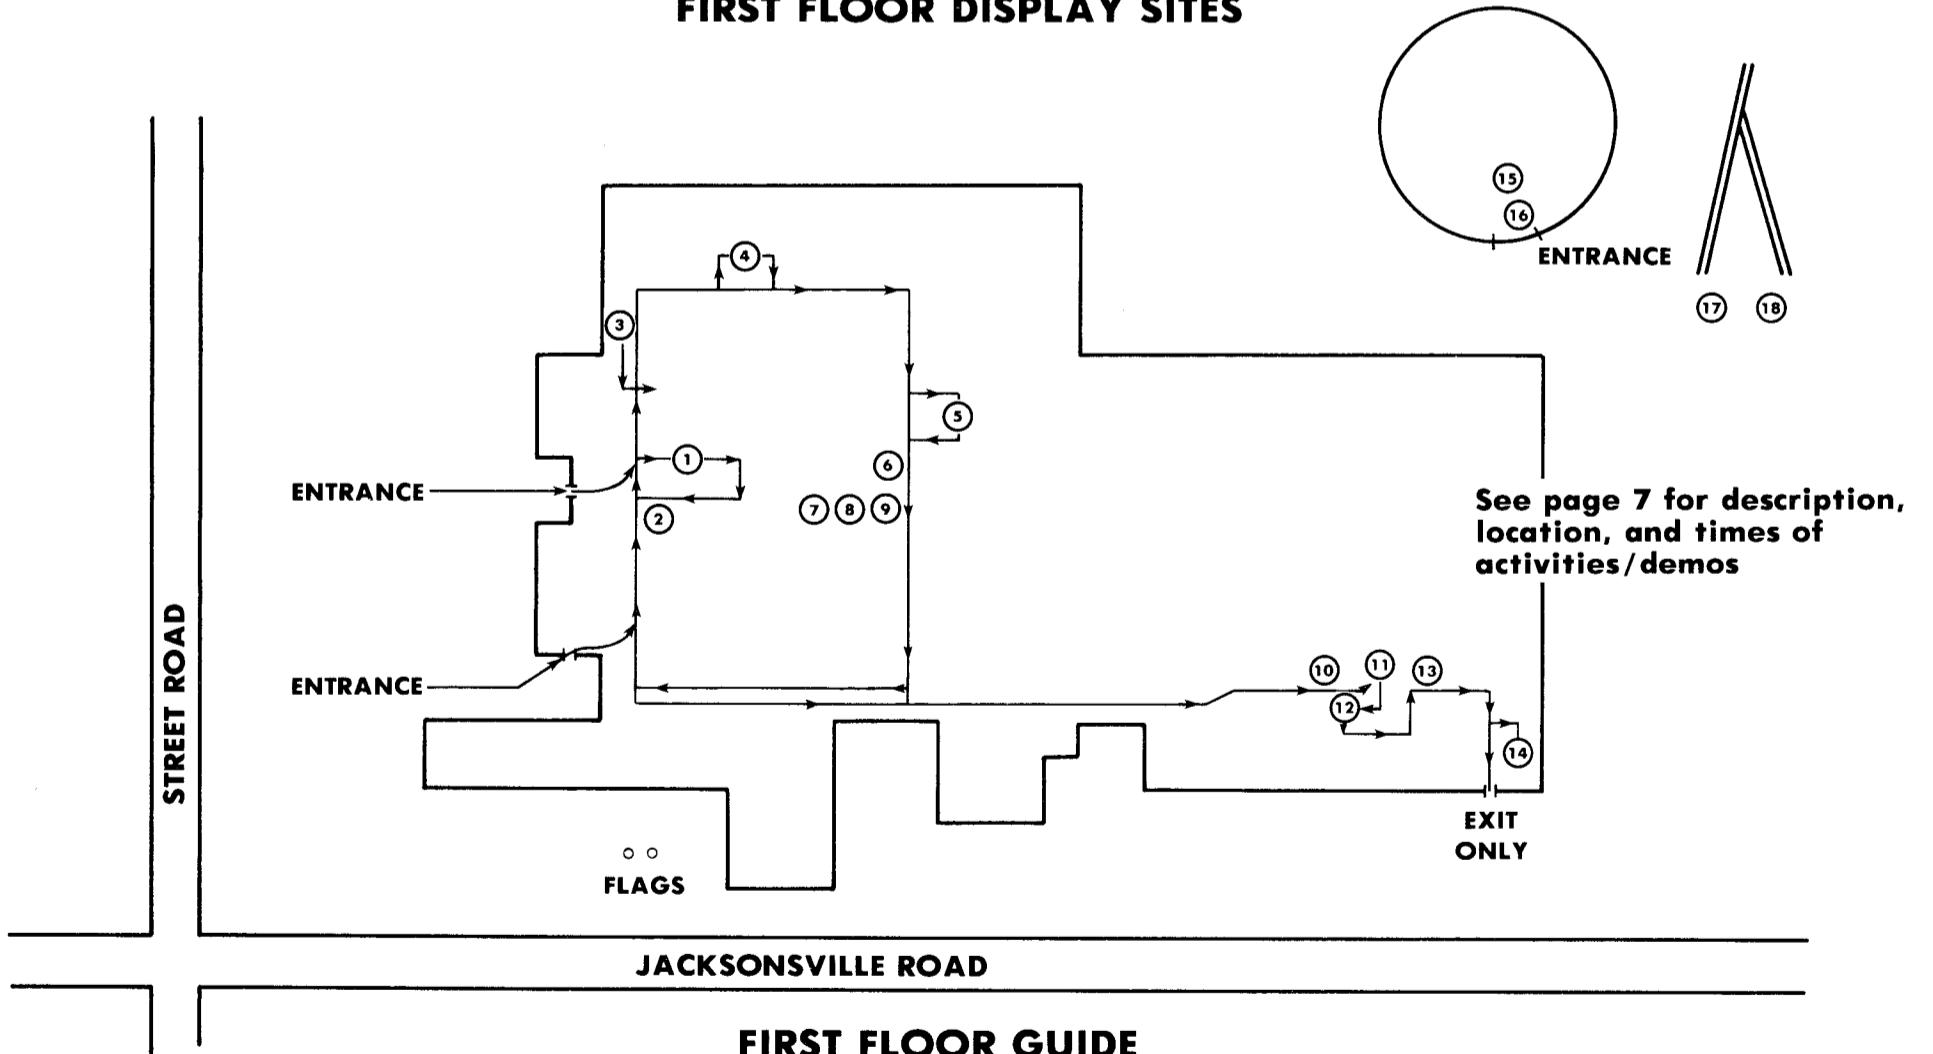 FIRST FLOOR DISPLAY SITES
15
16
ENTRANCE
17
18
4
3
5
1
6
ENTRANCE
2
7 8 9
See page 7 for description,
location, and times of
activities/demos
STREET ROAD
ENTRANCE
10
11
13
12
14
EXIT
ONLY
FLAGS
JACKSONSVILLE ROAD
FIRST FLOOR GUIDE